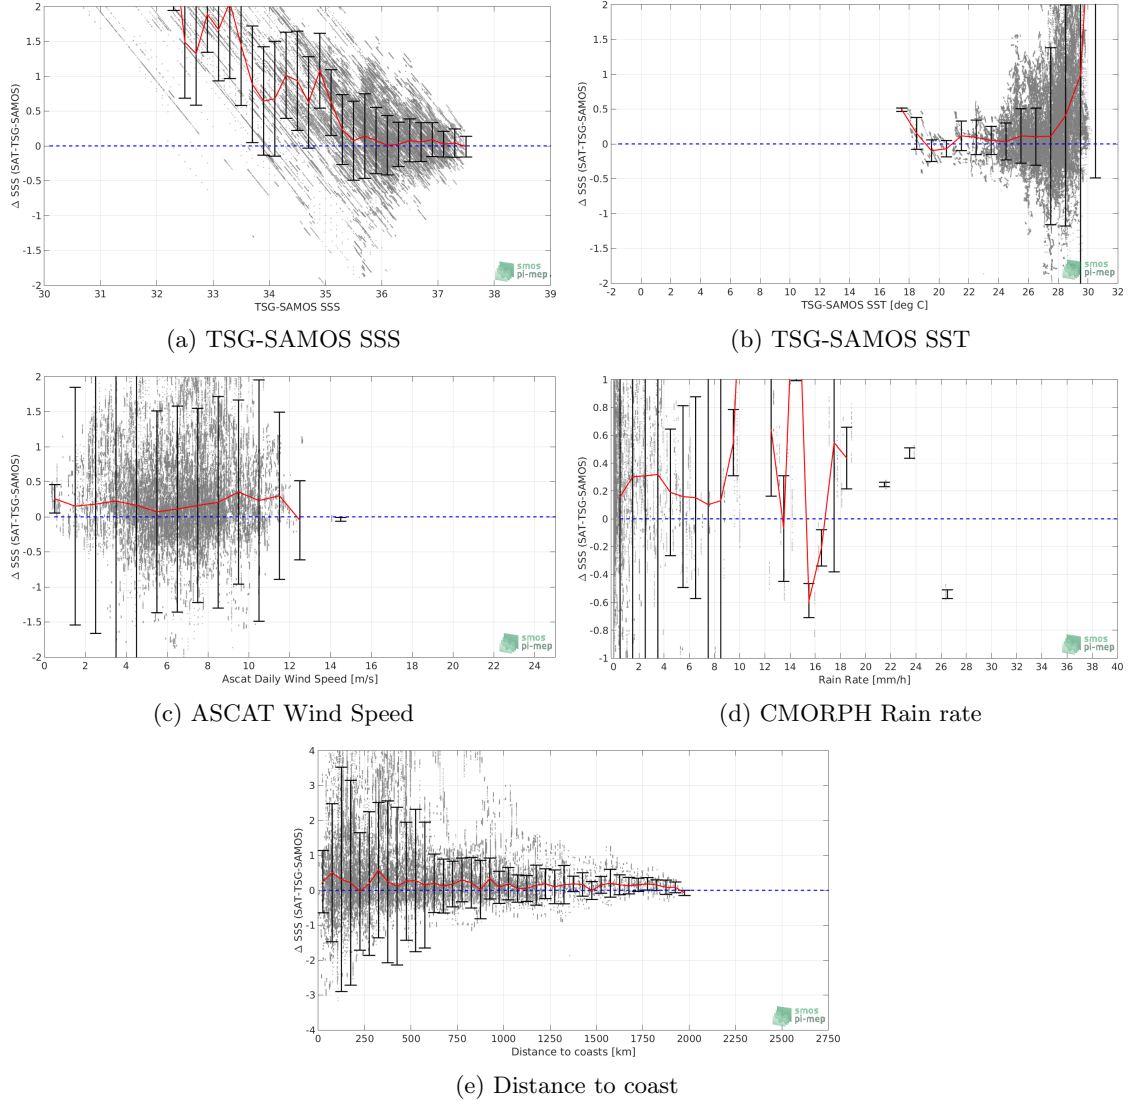 2
1.5
1
0.5
0
-0.5
-1
-1.5
-2
Δ SSS (SAT-TSG-SAMOS)
30 31 32 33 34 35 36 37 38 39
TSG-SAMOS SSS
smos
pi-mep
(a) TSG-SAMOS SSS
2
1.5
1
0.5
0
-0.5
-1
-1.5
-2
Δ SSS (SAT-TSG-SAMOS)
-2 0 2 4 6 8 10 12 14 16 18 20 22 24 26 28 30 32
TSG-SAMOS SST [deg C]
smos
pi-mep
(b) TSG-SAMOS SST
2
1.5
1
0.5
0
-0.5
-1
-1.5
-2
Δ SSS (SAT-TSG-SAMOS)
0 2 4 6 8 10 12 14 16 18 20 22 24
Ascat Daily Wind Speed [m/s]
smos
pi-mep
(c) ASCAT Wind Speed
1
0.8
0.6
0.4
0.2
0
-0.2
-0.4
-0.6
-0.8
-1
Δ SSS (SAT-TSG-SAMOS)
0 2 4 6 8 10 12 14 16 18 20 22 24 26 28 30 32 34 36 38 40
Rain Rate [mm/h]
smos
pi-mep
(d) CMORPH Rain rate
4
3
2
1
0
-1
-2
-3
-4
Δ SSS (SAT-TSG-SAMOS)
0 250 500 750 1000 1250 1500 1750 2000 2250 2500 2750
Distance to coasts [km]
smos
pi-mep
(e) Distance to coast